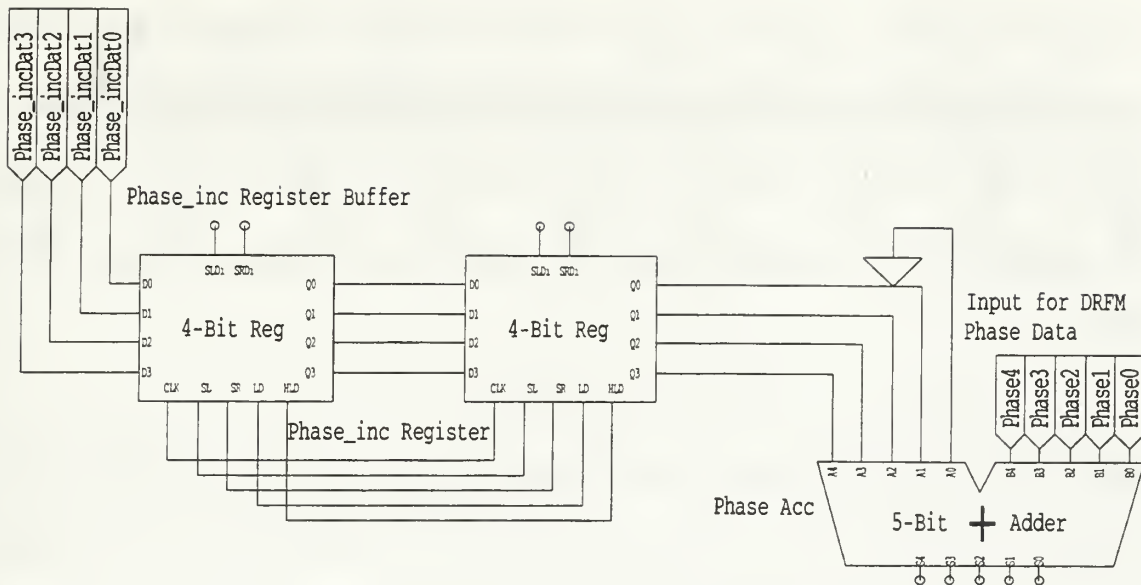 Phase_incDat3
Phase_incDat2
Phase_incDat1
Phase_incDat0
Phase_inc Register Buffer
SLD1 SRD1
SLD1 SRD1
D0 Q0
D0 Q0
D1 Q1
D1 Q1
4-Bit Reg
4-Bit Reg
D2 Q2
D2 Q2
D3 Q3
D3 Q3
CLK SL SR LD HLD
CLK SL SR LD HLD
Phase_inc Register
Input for DRFM
Phase Data
Phase4
Phase3
Phase2
Phase1
Phase0
A4 A3 A2 A1 A0
B4 B3 B2 B1 B0
Phase Acc
5-Bit + Adder
S4 S3 S2 S1 S0